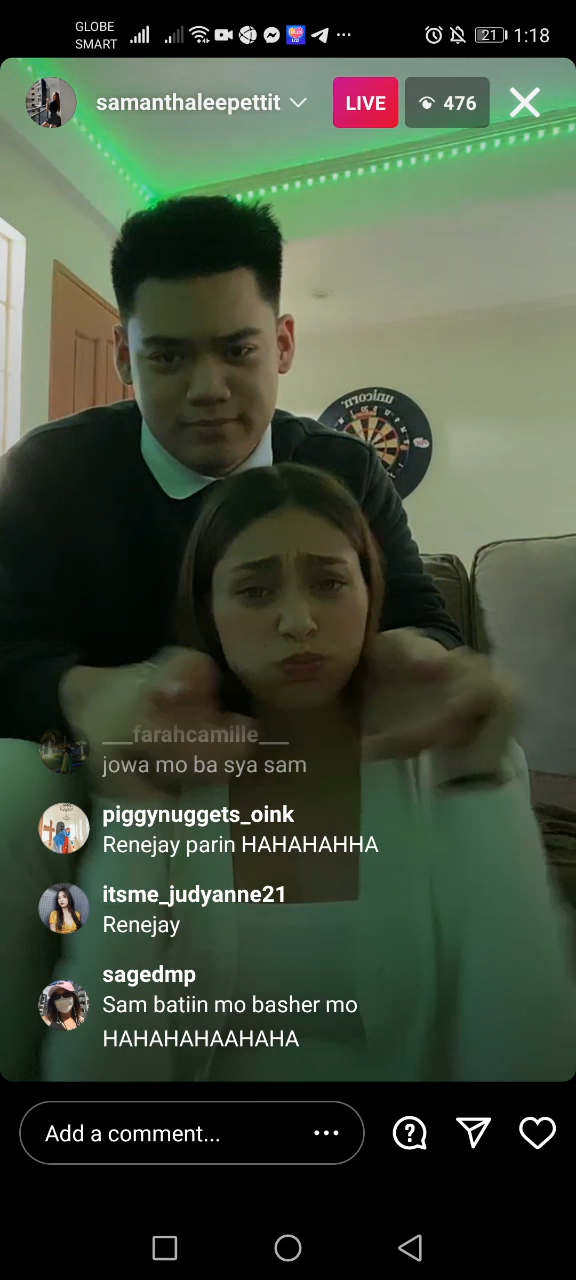 GLOBE
SMART
21
1:18
samanthaleepettit
LIVE
476
unicorn
___farahcamille___
jowa mo ba sya sam
piggynuggets_oink
Renejay parin HAHAHAHHA
itsme_judyanne21
Renejay
sagedmp
Sam batiin mo basher mo
HAHAHAHAAHAHA
Add a comment...